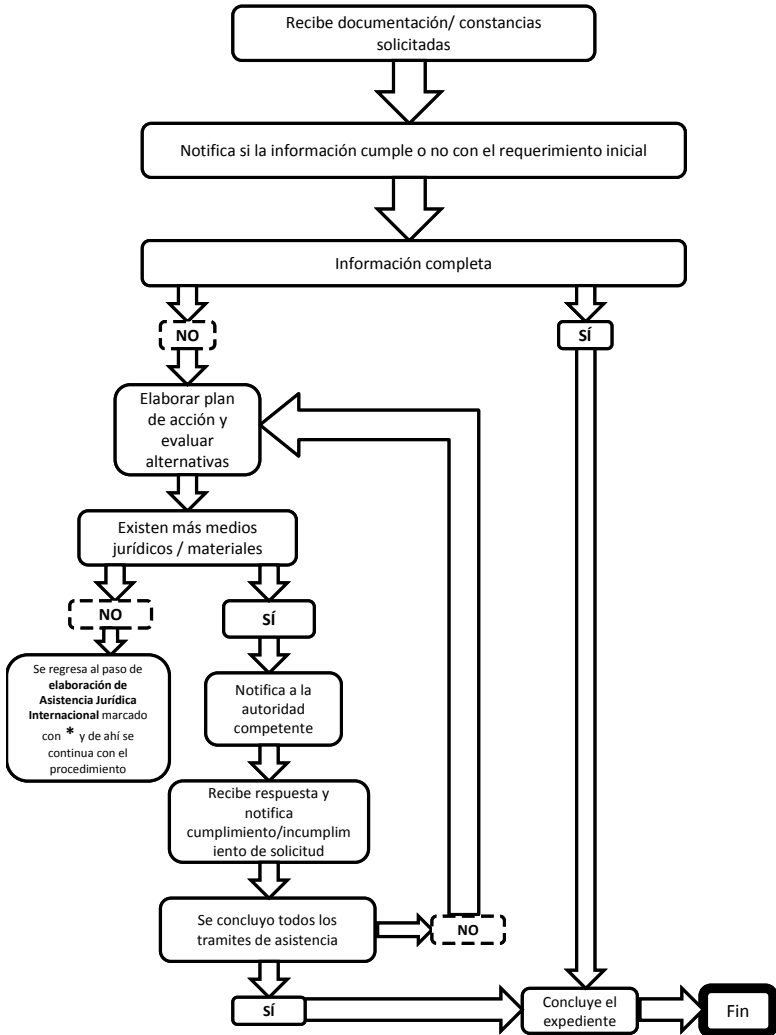 Recibe documentación/ constancias
solicitadas
Notifica si la información cumple o no con el requerimiento inicial
Información completa
NO
SÍ
Elaborar plan
de acción y
evaluar
alternativas
Existen más medios
jurídicos / materiales
NO
SÍ
Se regresa al paso de
elaboración de
Asistencia Jurídica
Internacional marcado
con * y de ahí se
continua con el
procedimiento
Notifica a la
autoridad
competente
Recibe respuesta y
notifica
cumplimiento/incumplim
iento de solicitud
Se concluyo todos los
tramites de asistencia
NO
SÍ
Concluye el
expediente
Fin